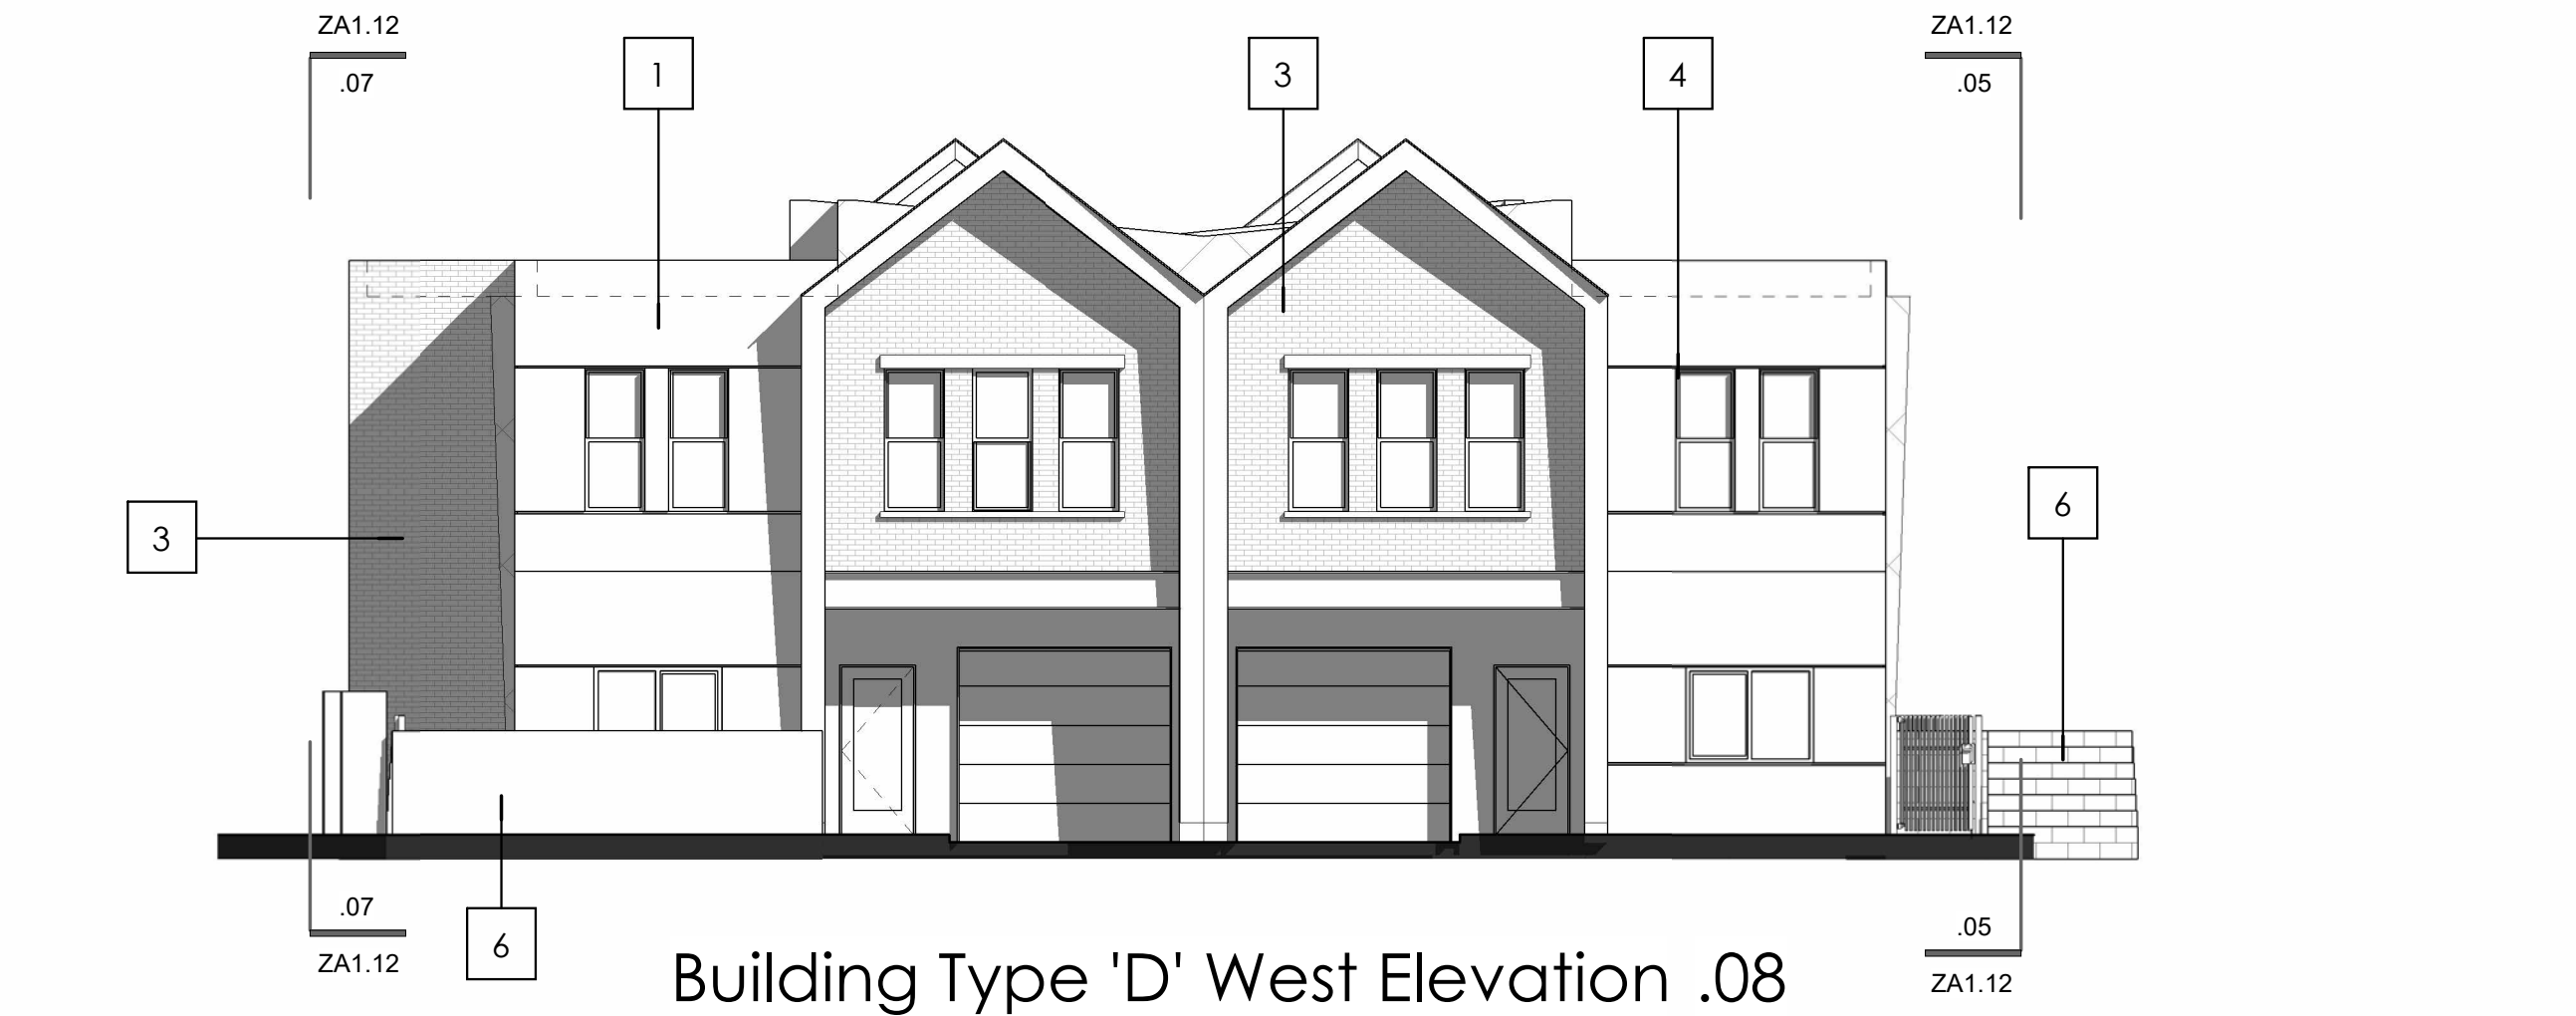 ZA1.12
ZA1.12
.07
1
3
4
.05
3
6
.07
6
.05
ZA1.12
Building Type 'D' West Elevation .08
ZA1.12